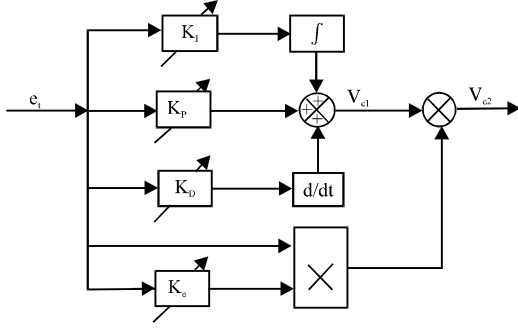 K_I
∫
e_t
K_P
+
+
+
V_c1
V_c2
K_D
d/dt
K_e
×